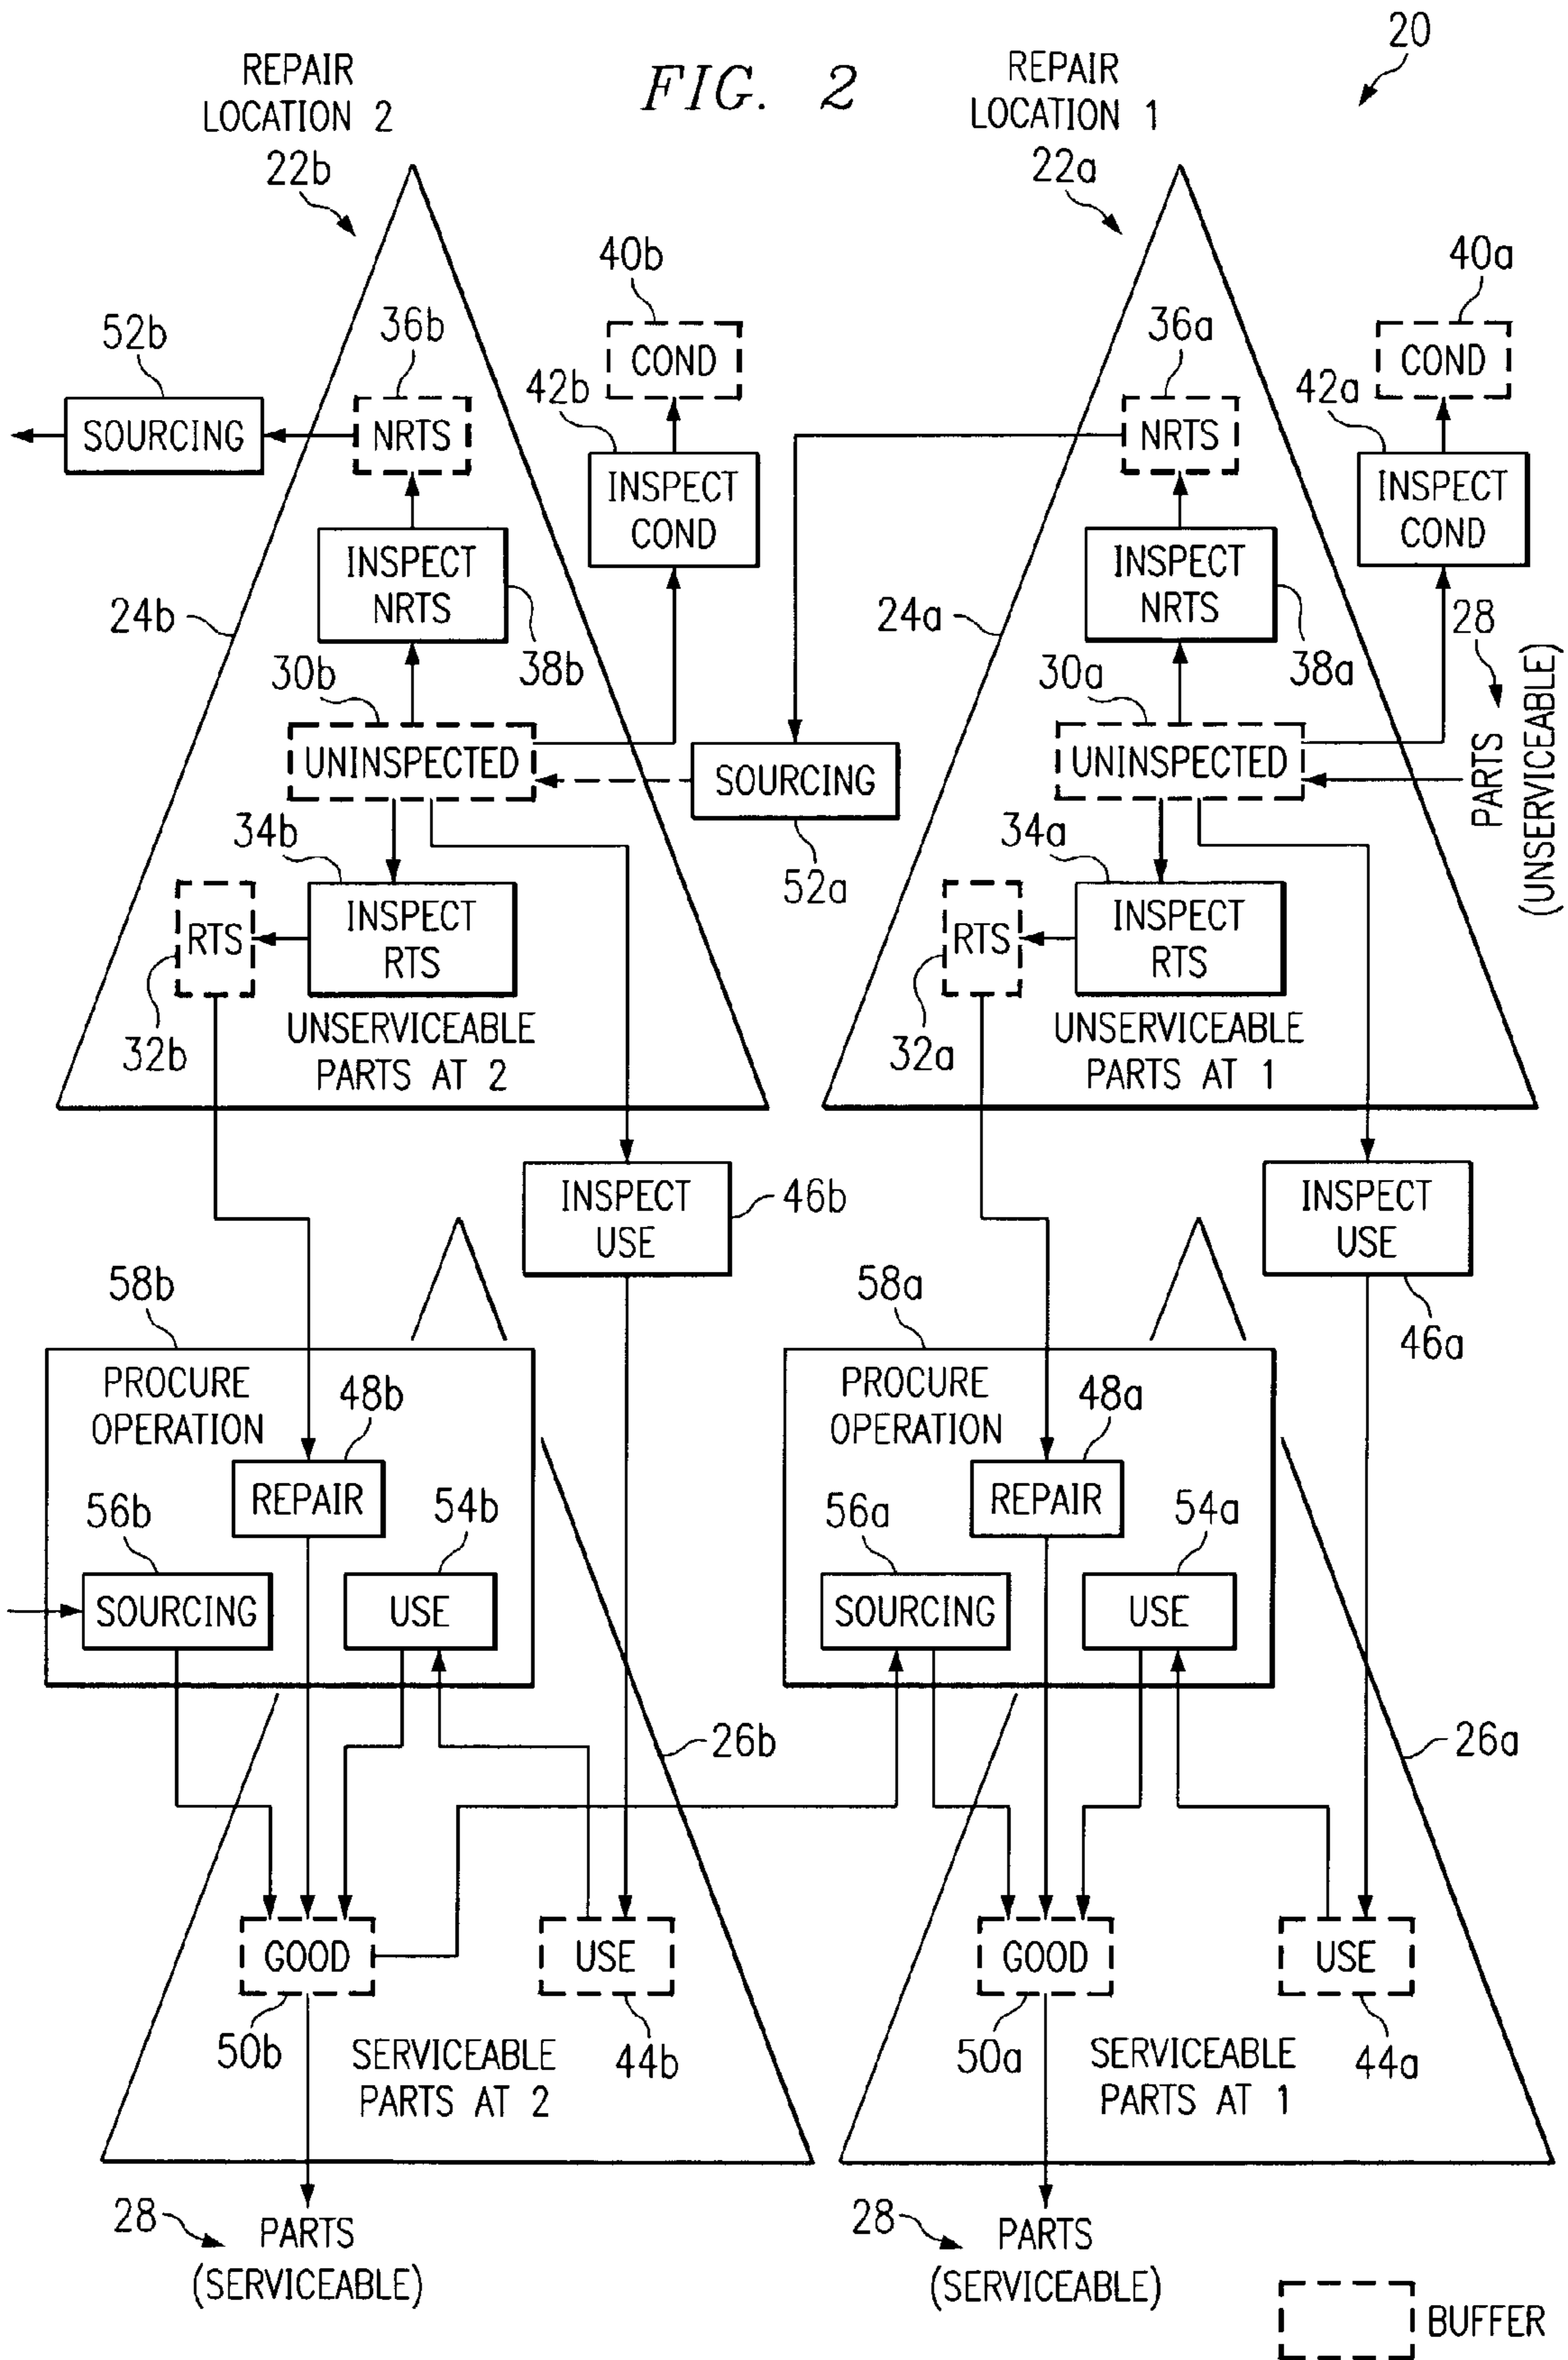 FIG. 2
20
REPAIR
LOCATION 2
22b
REPAIR
LOCATION 1
22a
40b
COND
42b
INSPECT
COND
36b
NRTS
52b
SOURCING
INSPECT
NRTS
38b
24b
30b
UNINSPECTED
34b
INSPECT
RTS
RTS
32b
UNSERVICEABLE
PARTS AT 2
SOURCING
52a
40a
COND
42a
INSPECT
COND
36a
NRTS
INSPECT
NRTS
38a
24a
28
PARTS
(UNSERVICEABLE)
30a
UNINSPECTED
34a
INSPECT
RTS
RTS
32a
UNSERVICEABLE
PARTS AT 1
INSPECT
USE
46b
58b
PROCURE
OPERATION
48b
REPAIR
56b
SOURCING
54b
USE
26b
GOOD
50b
USE
44b
SERVICEABLE
PARTS AT 2
28
PARTS
(SERVICEABLE)
INSPECT
USE
46a
58a
PROCURE
OPERATION
48a
REPAIR
56a
SOURCING
54a
USE
26a
GOOD
50a
USE
44a
SERVICEABLE
PARTS AT 1
28
PARTS
(SERVICEABLE)
BUFFER